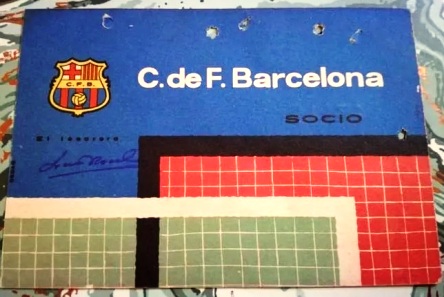 C. de F. Barcelona
C. F. B.
SOCIO
El tesorero